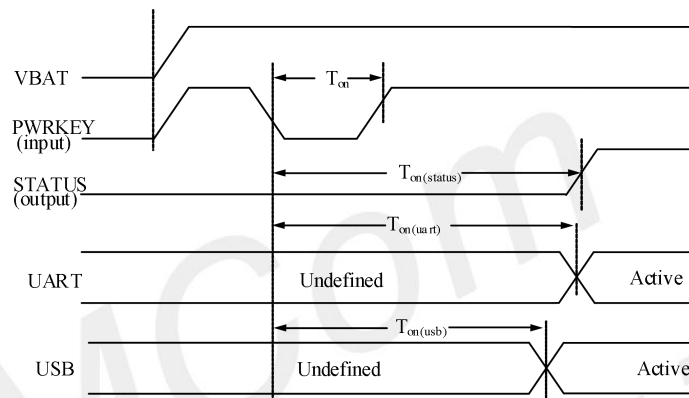 VBAT
Ton
PWRKEY
(input)
STATUS
(output)
Ton(status)
Ton(uart)
UART
Undefined
Active
Ton(usb)
USB
Undefined
Active